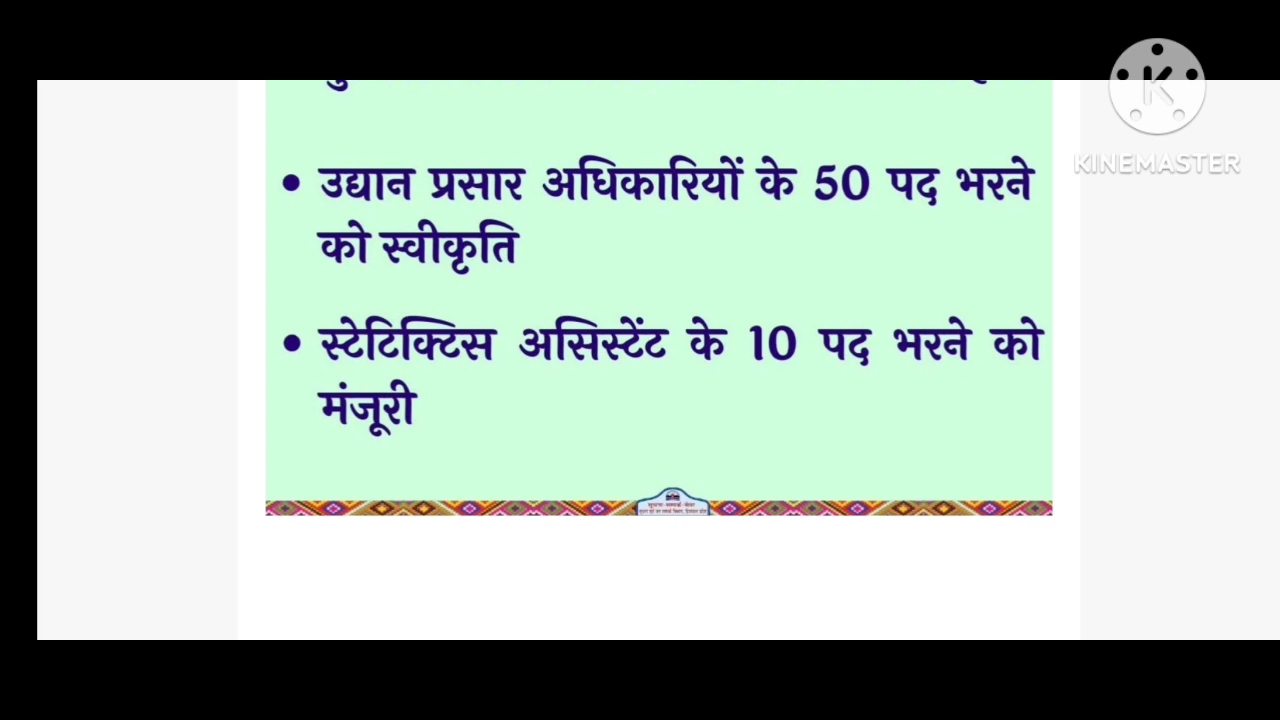 • उद्यान प्रसार अधिकारियों के 50 पद भरने
को स्वीकृति
• स्टेटिक्टिस असिस्टेंट के 10 पद भरने को
मंजूरी
K
KINEMASTER